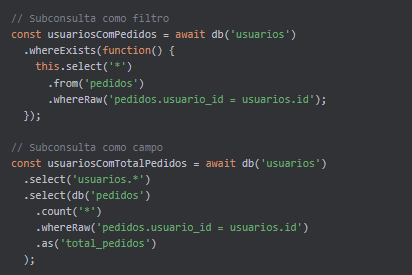 // Subconsulta como filtro
const usuariosComPedidos = await db('usuarios')
  .whereExists(function() {
    this.select('*')
      .from('pedidos')
      .whereRaw('pedidos.usuario_id = usuarios.id');
  });

// Subconsulta como campo
const usuariosComTotalPedidos = await db('usuarios')
  .select('usuarios.*')
  .select(db('pedidos')
    .count('*')
    .whereRaw('pedidos.usuario_id = usuarios.id')
    .as('total_pedidos')
  );